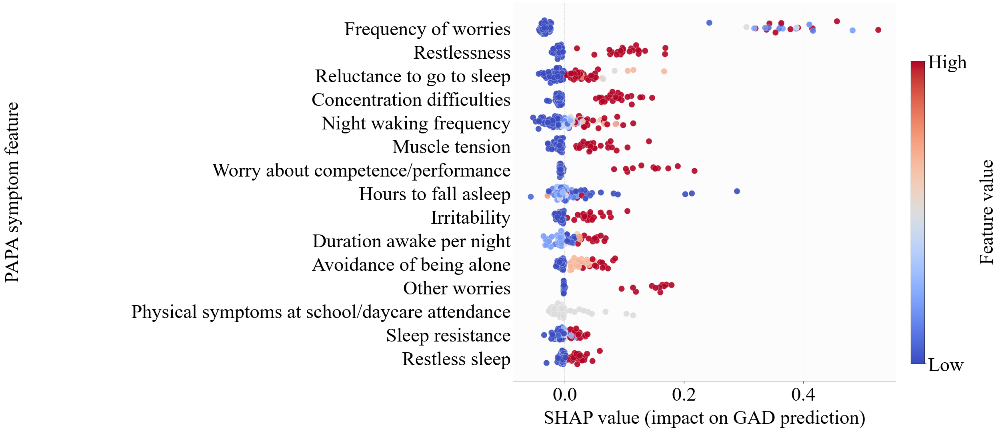 PAPA symptom feature
Frequency of worries
Restlessness
Reluctance to go to sleep
Concentration difficulties
Night waking frequency
Muscle tension
Worry about competence/performance
Hours to fall asleep
Irritability
Duration awake per night
Avoidance of being alone
Other worries
Physical symptoms at school/daycare attendance
Sleep resistance
Restless sleep
0.0 0.2 0.4
SHAP value (impact on GAD prediction)
High
Low
Feature value